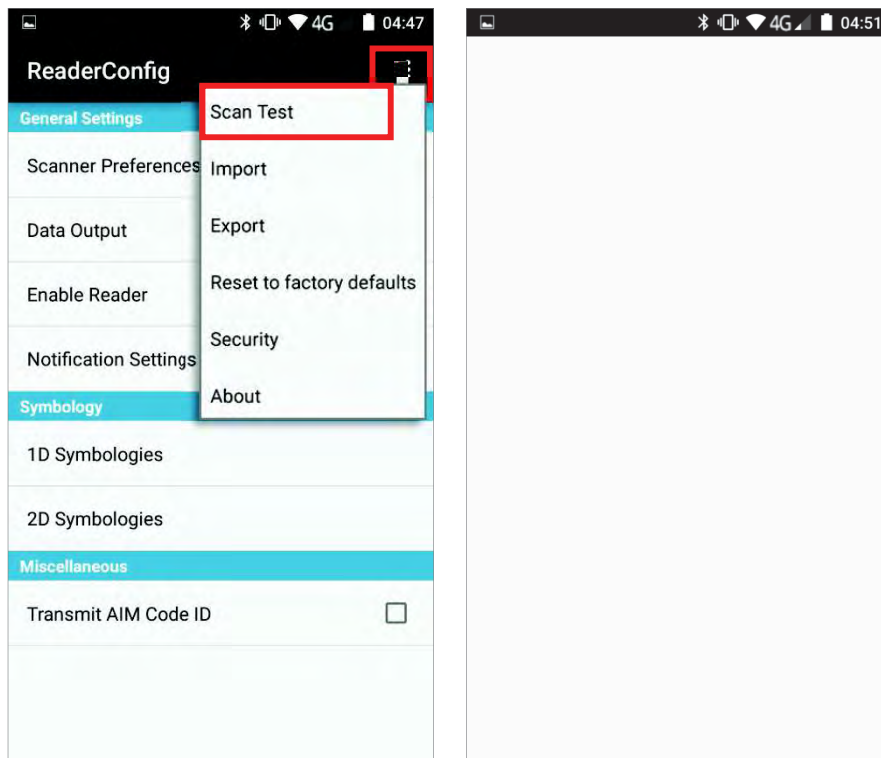 4G 04:47
ReaderConfig
General Settings
Scan Test
Scanner Preferences
Import
Data Output
Export
Enable Reader
Reset to factory defaults
Security
Notification Settings
About
Symbology
1D Symbologies
2D Symbologies
Miscellaneous
Transmit AIM Code ID
4G 04:51